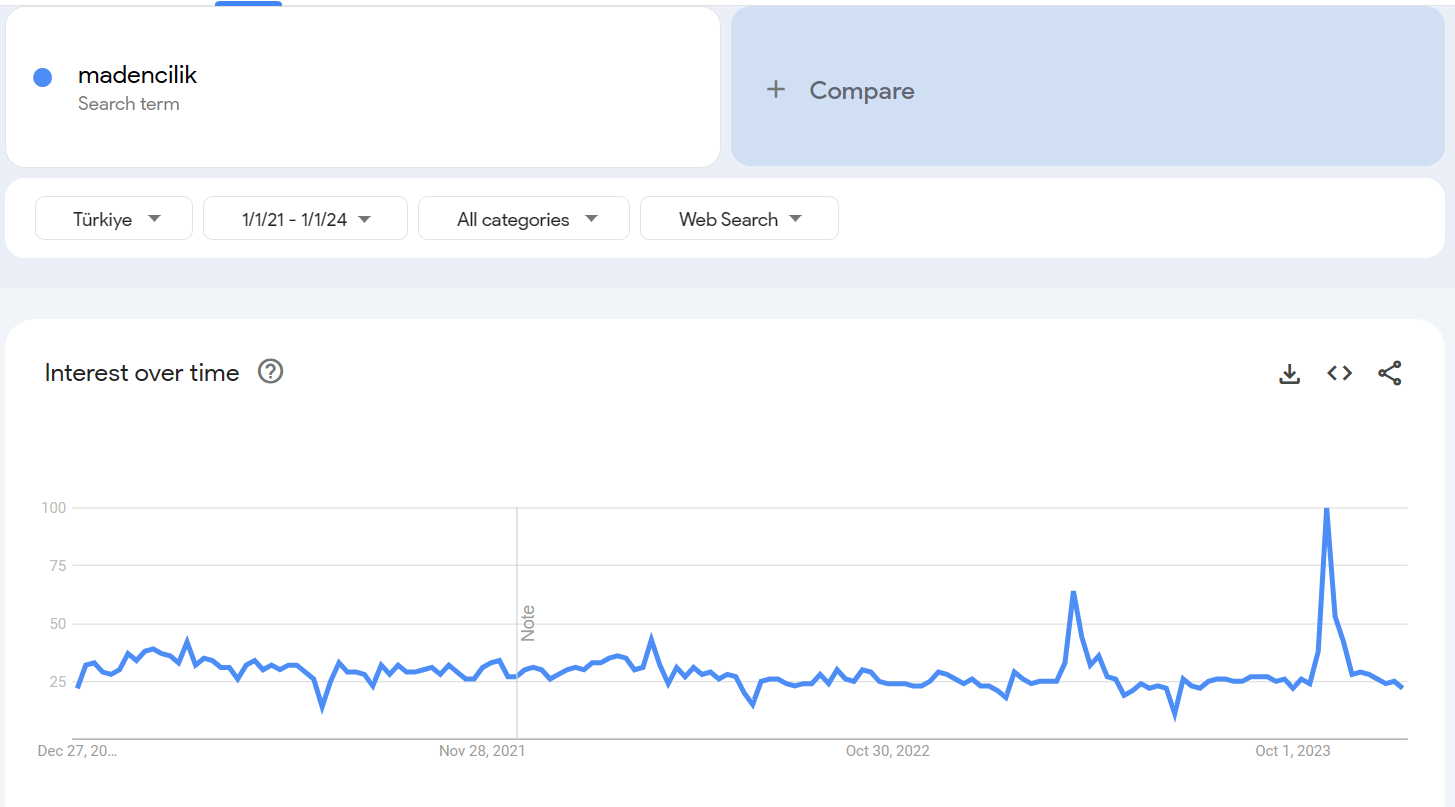 madencilik
Search term
+ Compare
Türkiye
1/1/21 - 1/1/24
All categories
Web Search
Interest over time
100
75
50
25
Note
Dec 27, 20...
Nov 28, 2021
Oct 30, 2022
Oct 1, 2023